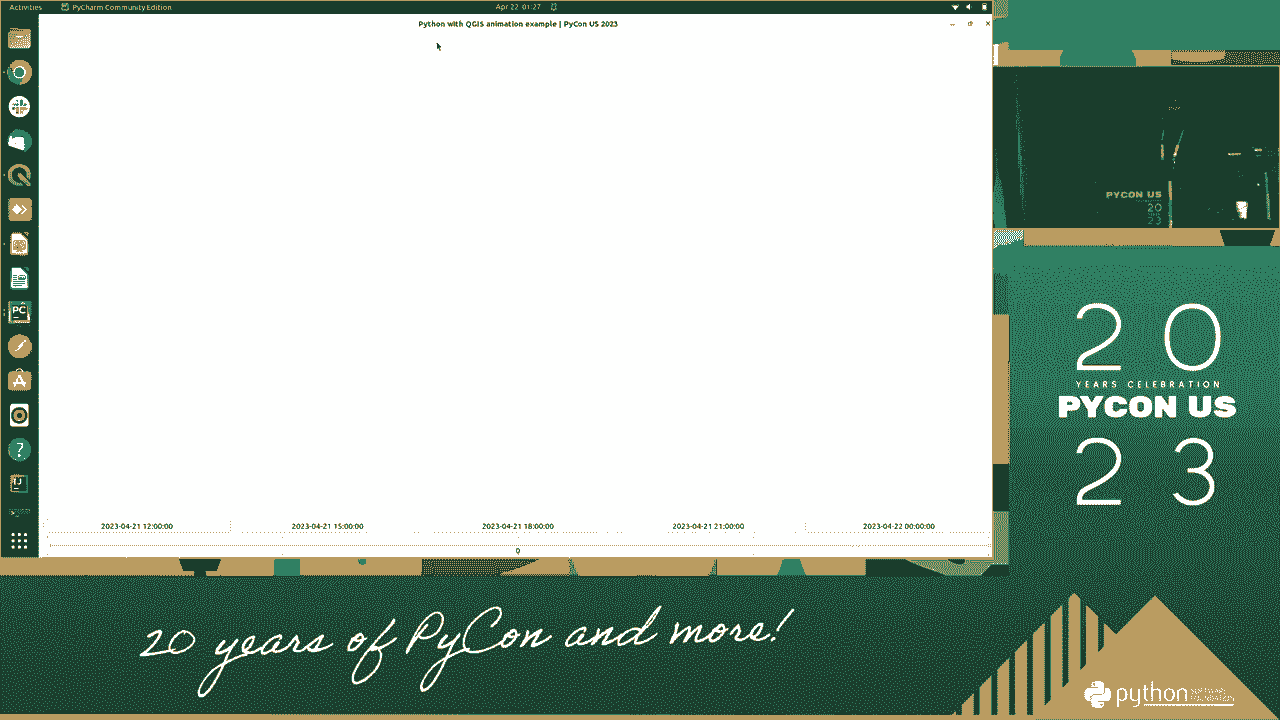 Activities PyCharm Community Edition Apr 22 01:27
Python with QGIS animation example | PyCon US 2023
PYCON US
20
23
PC
?
IJ
2023-04-21 12:00:00 2023-04-21 15:00:00 2023-04-21 18:00:00 2023-04-21 21:00:00 2023-04-22 00:00:00
0
20
YEARS CELEBRATION
PYCON US
23
20 years of PyCon and more!
python SOFTWARE
FOUNDATION